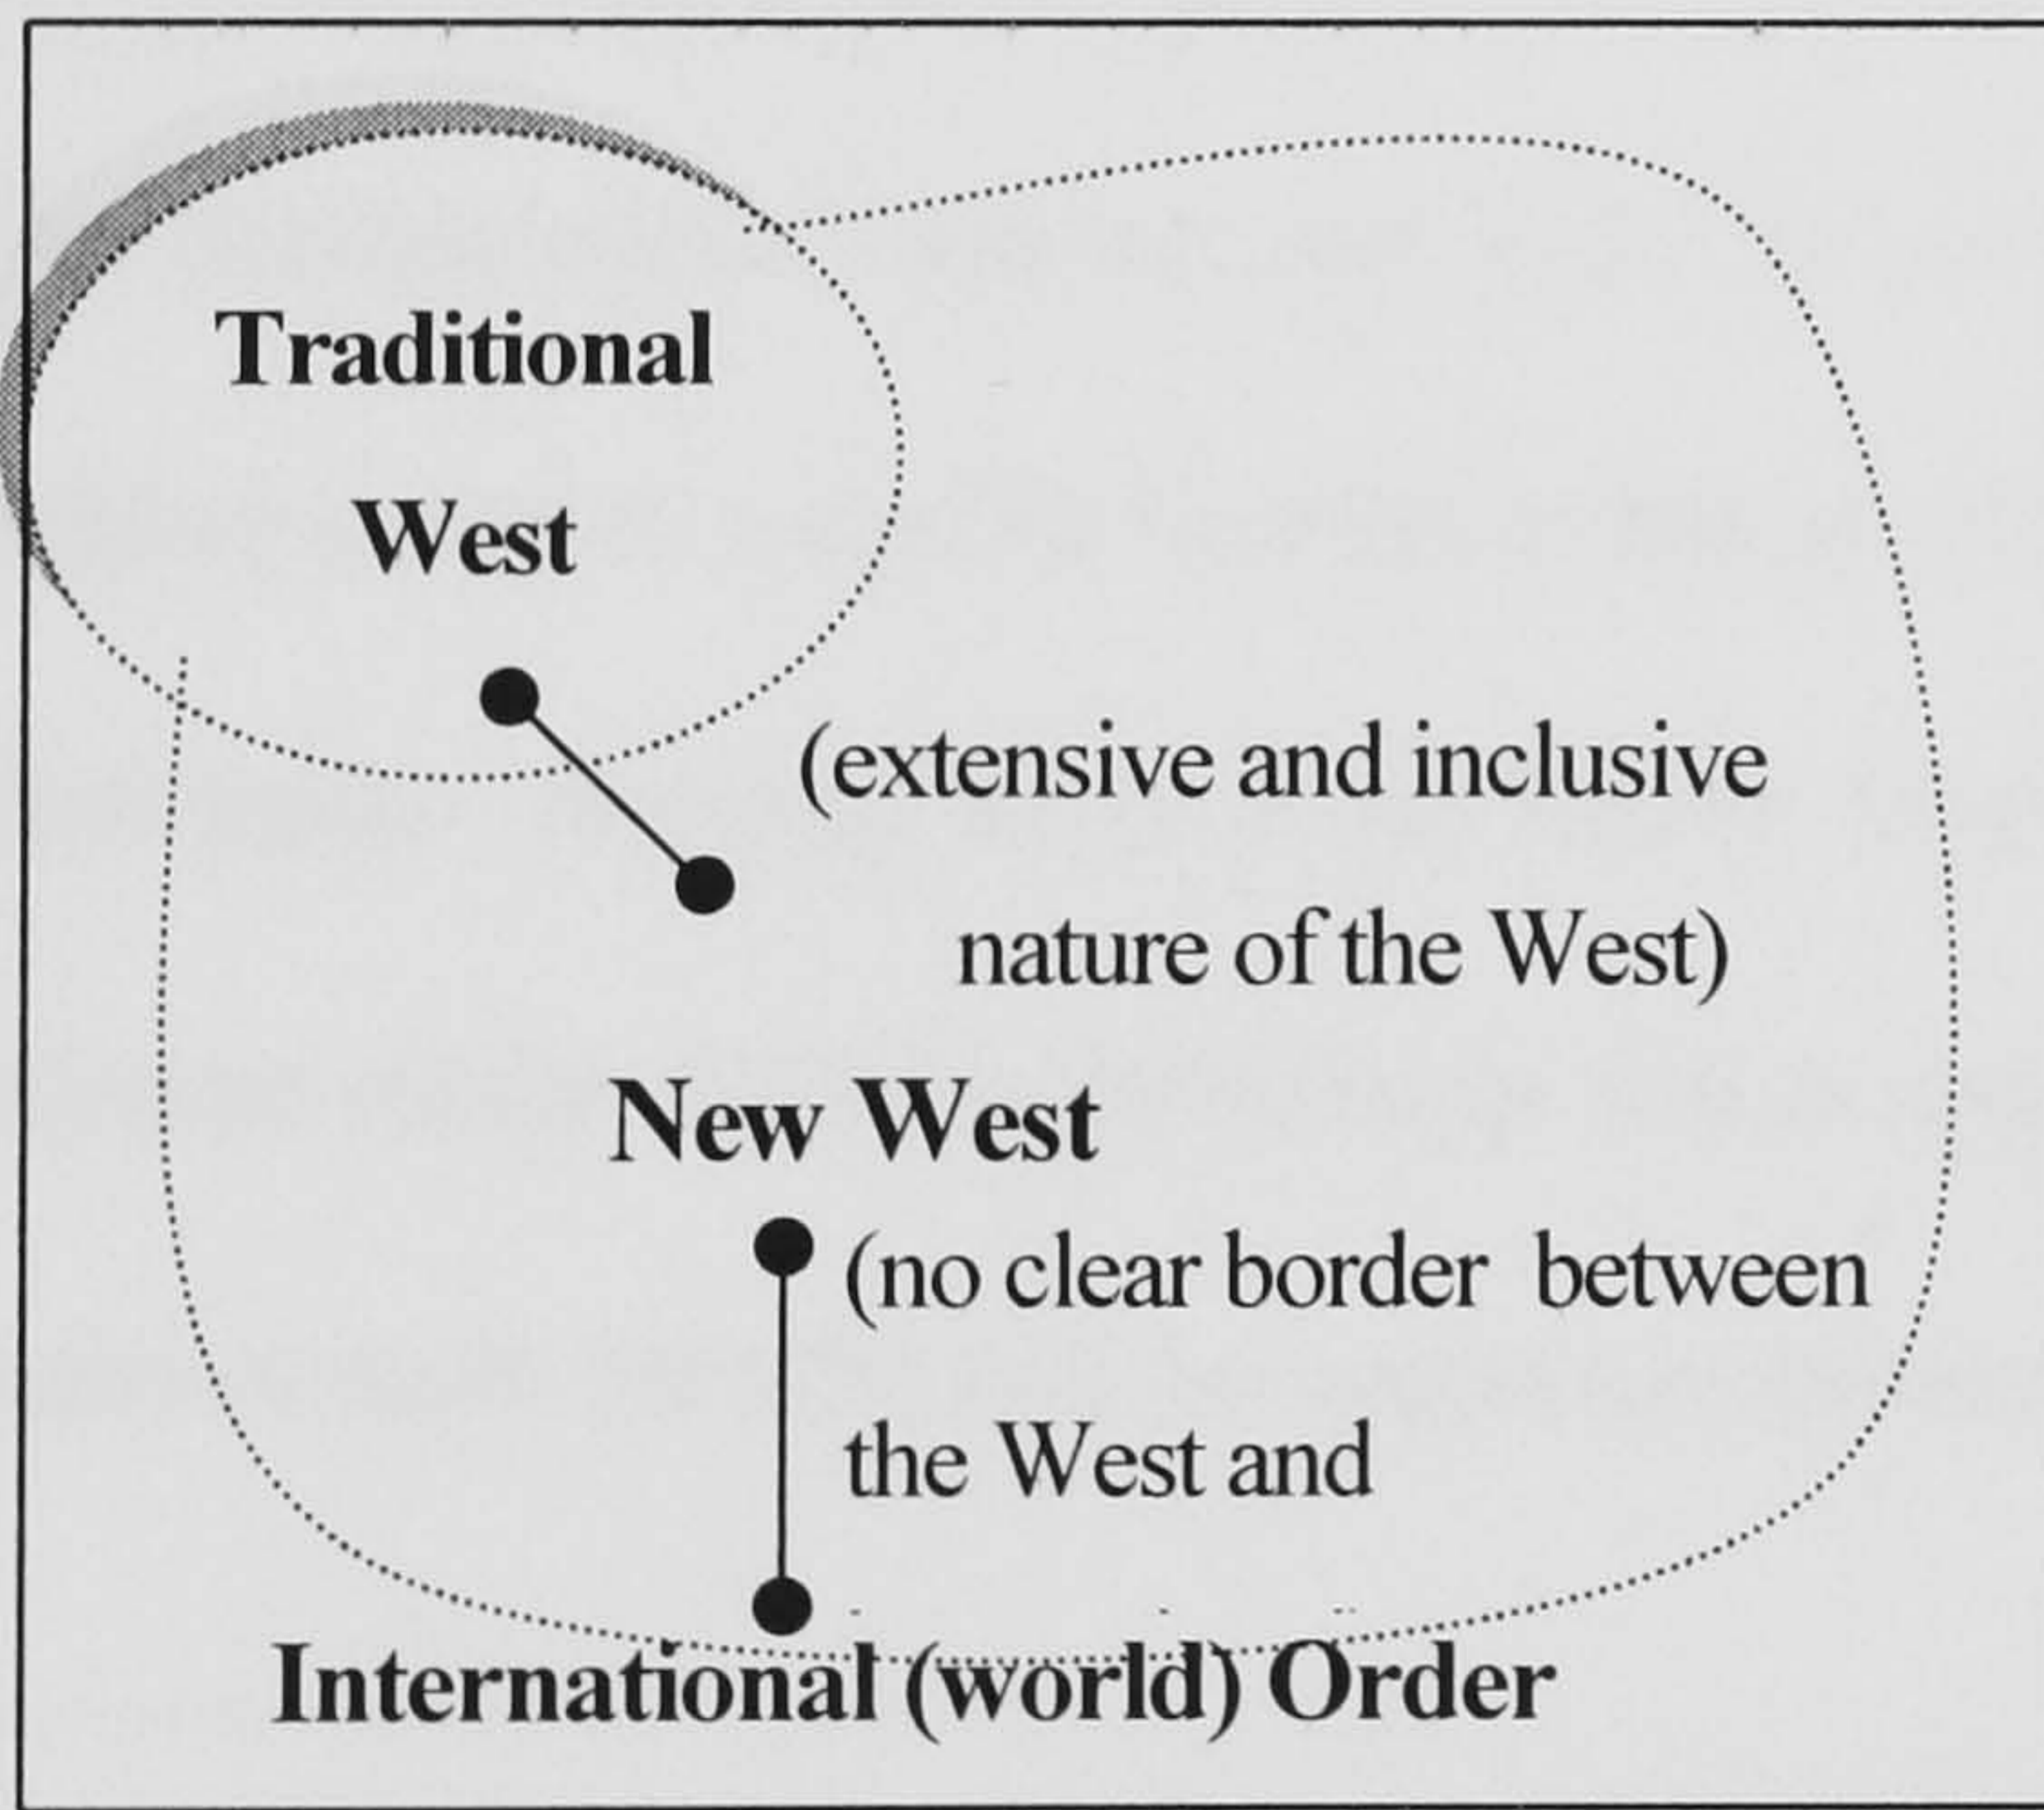 Traditional
West
(extensive and inclusive
nature of the West)
New West
(no clear border between
the West and
International (world) Order